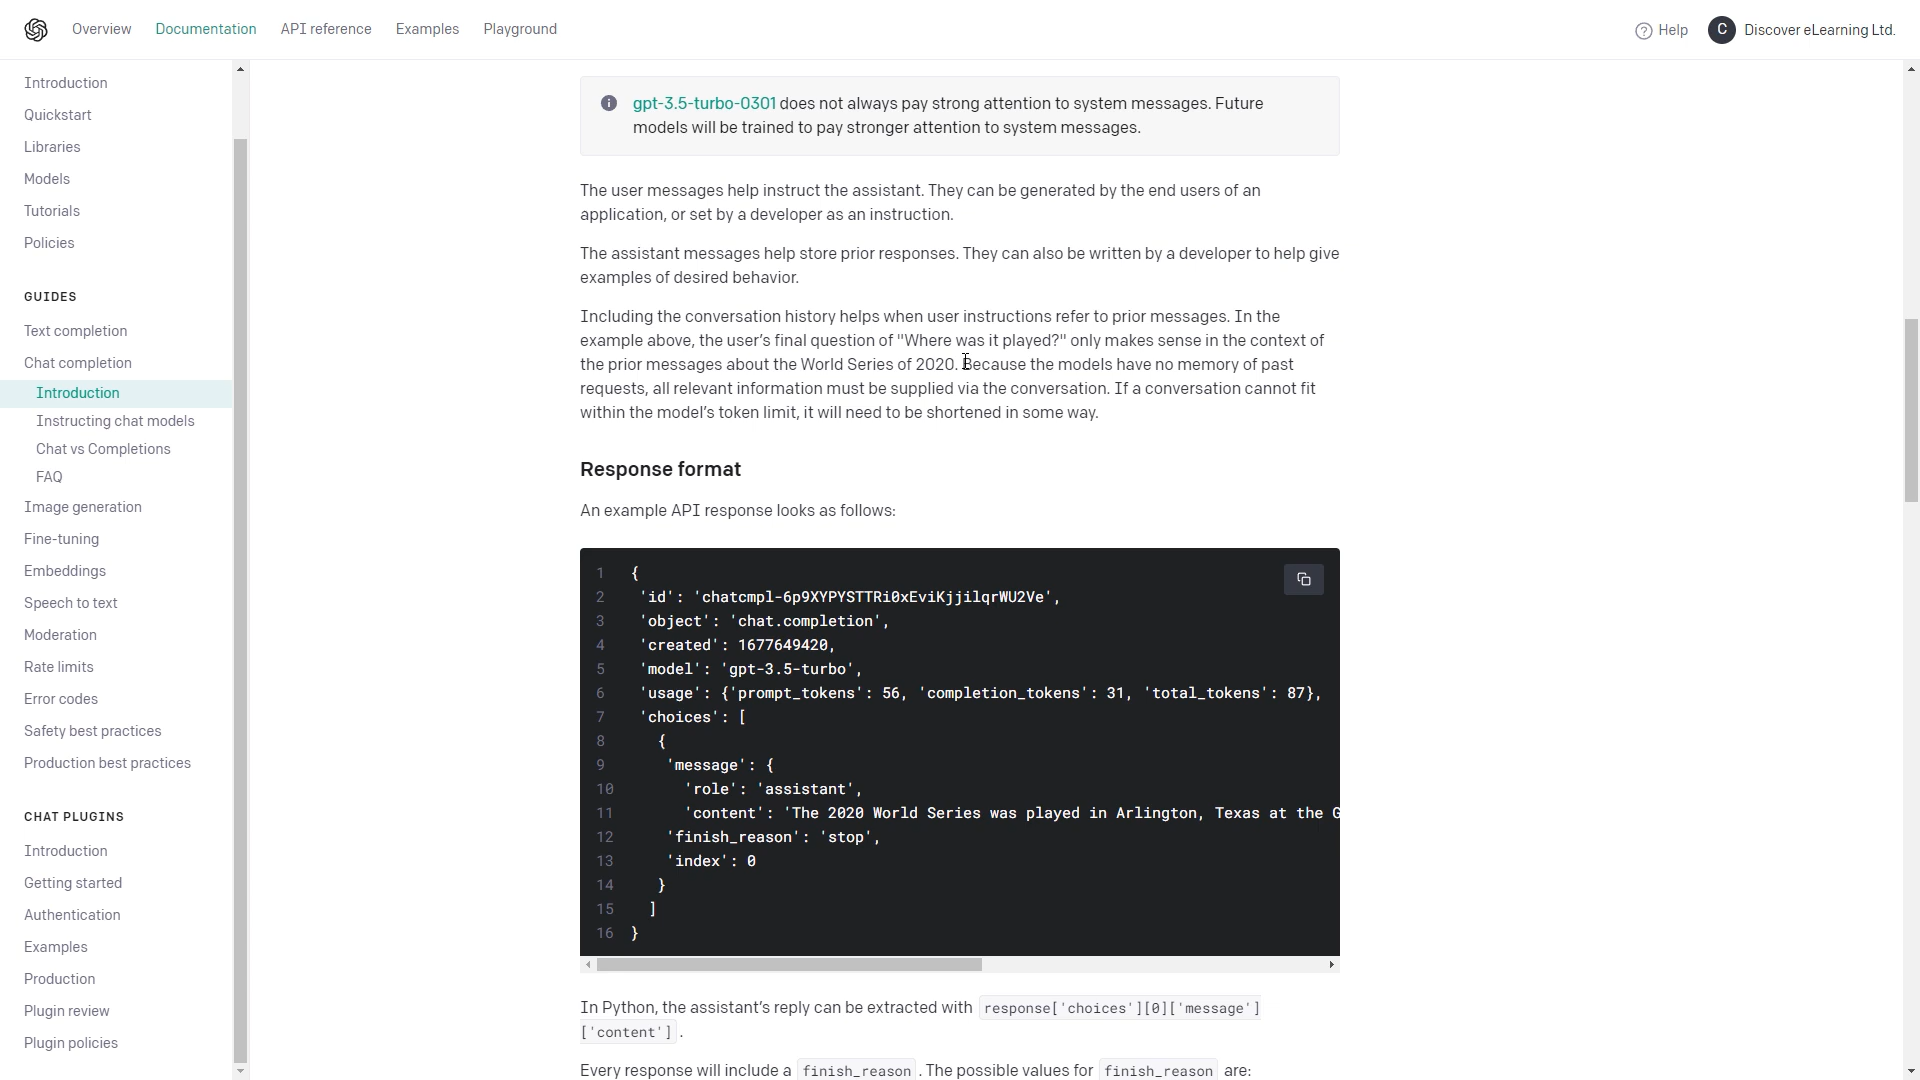 Overview Documentation API reference Examples Playground
Help C Discover eLearning Ltd.
Introduction
Quickstart
Libraries
Models
Tutorials
Policies
GUIDES
Text completion
Chat completion
Introduction
Instructing chat models
Chat vs Completions
FAQ
Image generation
Fine-tuning
Embeddings
Speech to text
Moderation
Rate limits
Error codes
Safety best practices
Production best practices
CHAT PLUGINS
Introduction
Getting started
Authentication
Examples
Production
Plugin review
Plugin policies
gpt-3.5-turbo-0301 does not always pay strong attention to system messages. Future
models will be trained to pay stronger attention to system messages.
The user messages help instruct the assistant. They can be generated by the end users of an
application, or set by a developer as an instruction.
The assistant messages help store prior responses. They can also be written by a developer to help give
examples of desired behavior.
Including the conversation history helps when user instructions refer to prior messages. In the
example above, the user’s final question of "Where was it played?" only makes sense in the context of
the prior messages about the World Series of 2020. Because the models have no memory of past
requests, all relevant information must be supplied via the conversation. If a conversation cannot fit
within the model’s token limit, it will need to be shortened in some way.
Response format
An example API response looks as follows:
1 {
2 'id': 'chatcmpl-6p9XYPYSTTRi0xEviKjjilqrWU2Ve',
3 'object': 'chat.completion',
4 'created': 1677649420,
5 'model': 'gpt-3.5-turbo',
6 'usage': {'prompt_tokens': 56, 'completion_tokens': 31, 'total_tokens': 87},
7 'choices': [
8 {
9 'message': {
10 'role': 'assistant',
11 'content': 'The 2020 World Series was played in Arlington, Texas at the G
12 'finish_reason': 'stop',
13 'index': 0
14 }
15 ]
16 }
In Python, the assistant’s reply can be extracted with response['choices'][0]['message']
['content'] .
Every response will include a finish_reason . The possible values for finish_reason are: